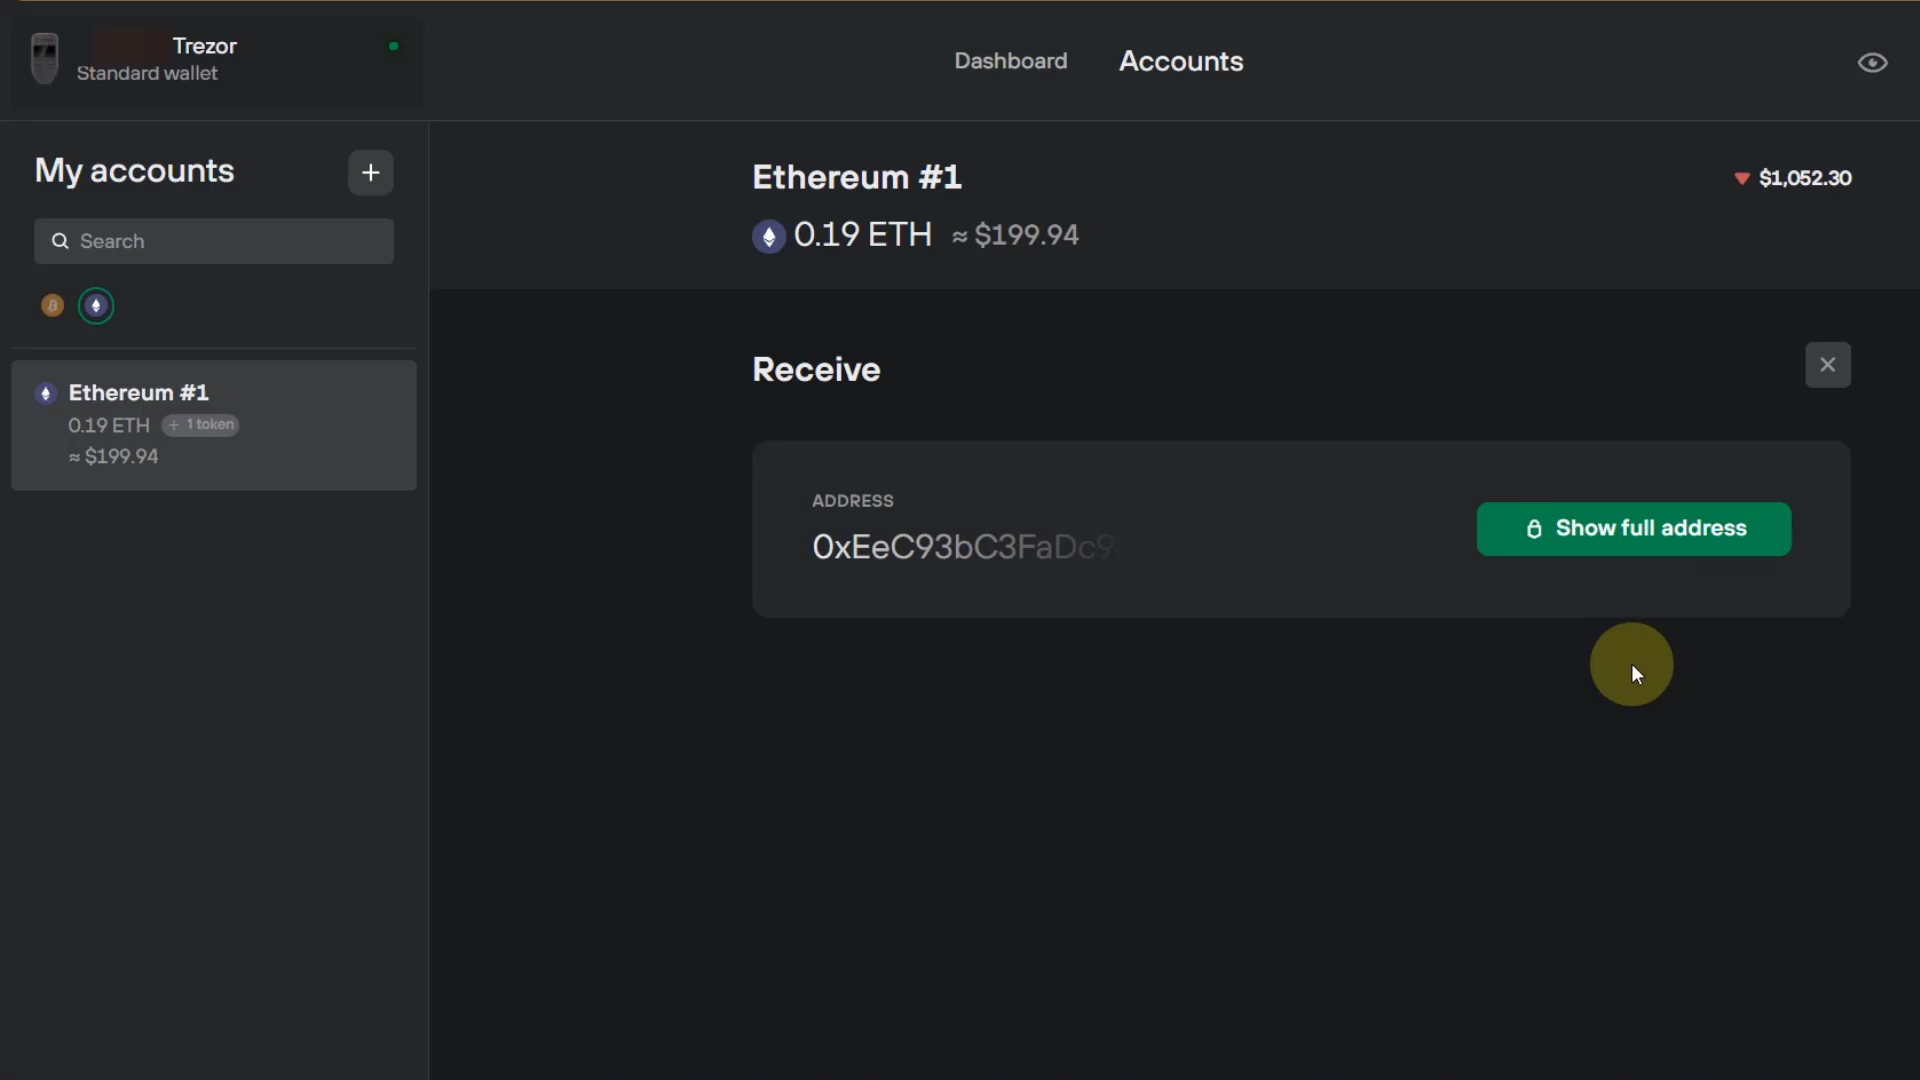 Trezor
Standard wallet
Dashboard
Accounts
My accounts
+
Search
Ethereum #1
0.19 ETH
+ 1 token
≈ $199.94
Ethereum #1
$1,052.30
0.19 ETH ≈ $199.94
Receive
ADDRESS
0xEeC93bC3FaDc9
Show full address